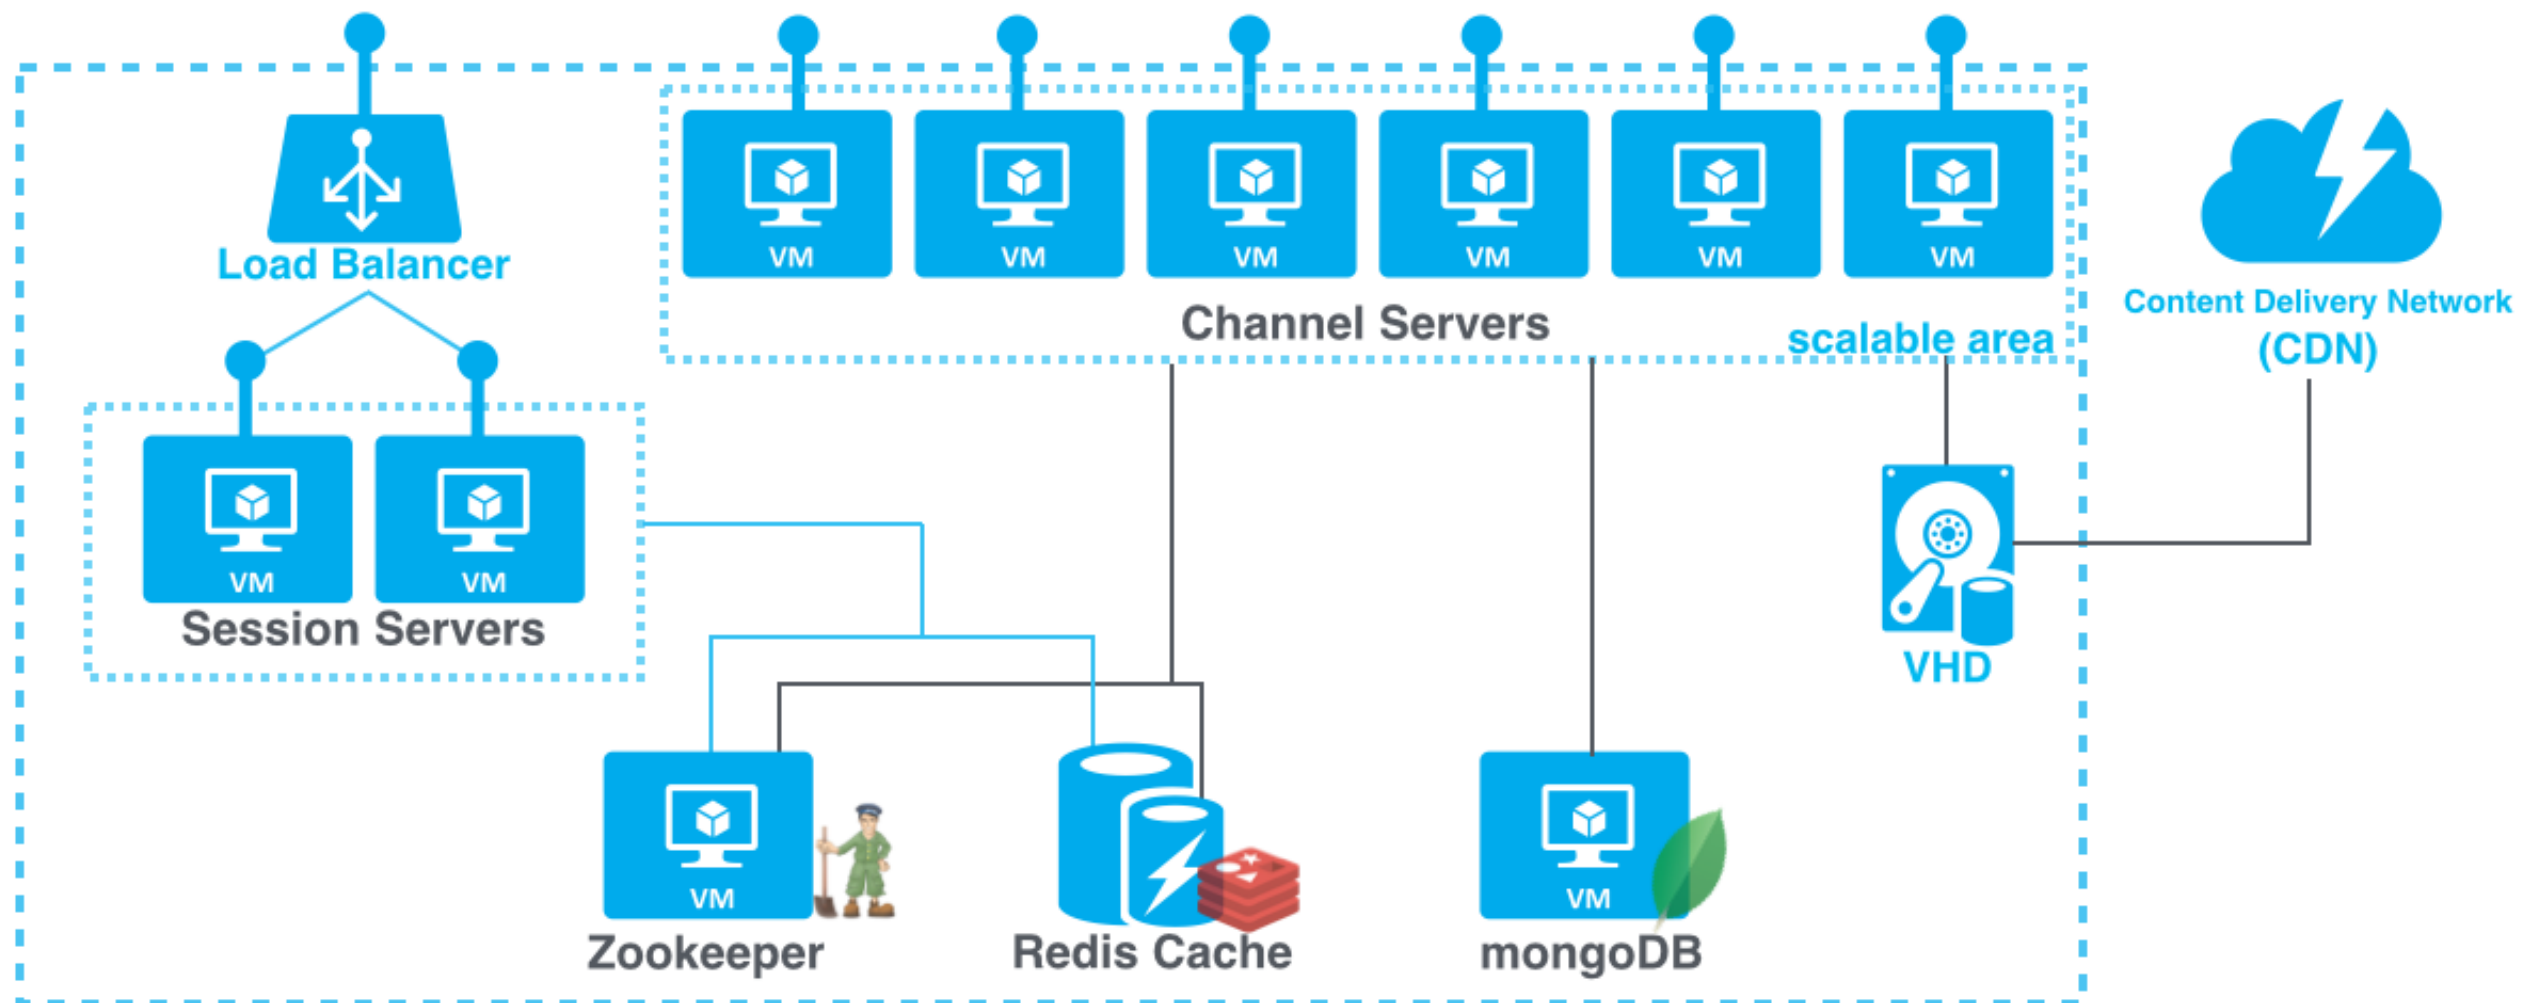 VM
VM
VM
VM
VM
VM
Load Balancer
Channel Servers
scalable area
Content Delivery Network
(CDN)
VM
VM
Session Servers
VHD
VM
VM
Zookeeper
Redis Cache
mongoDB